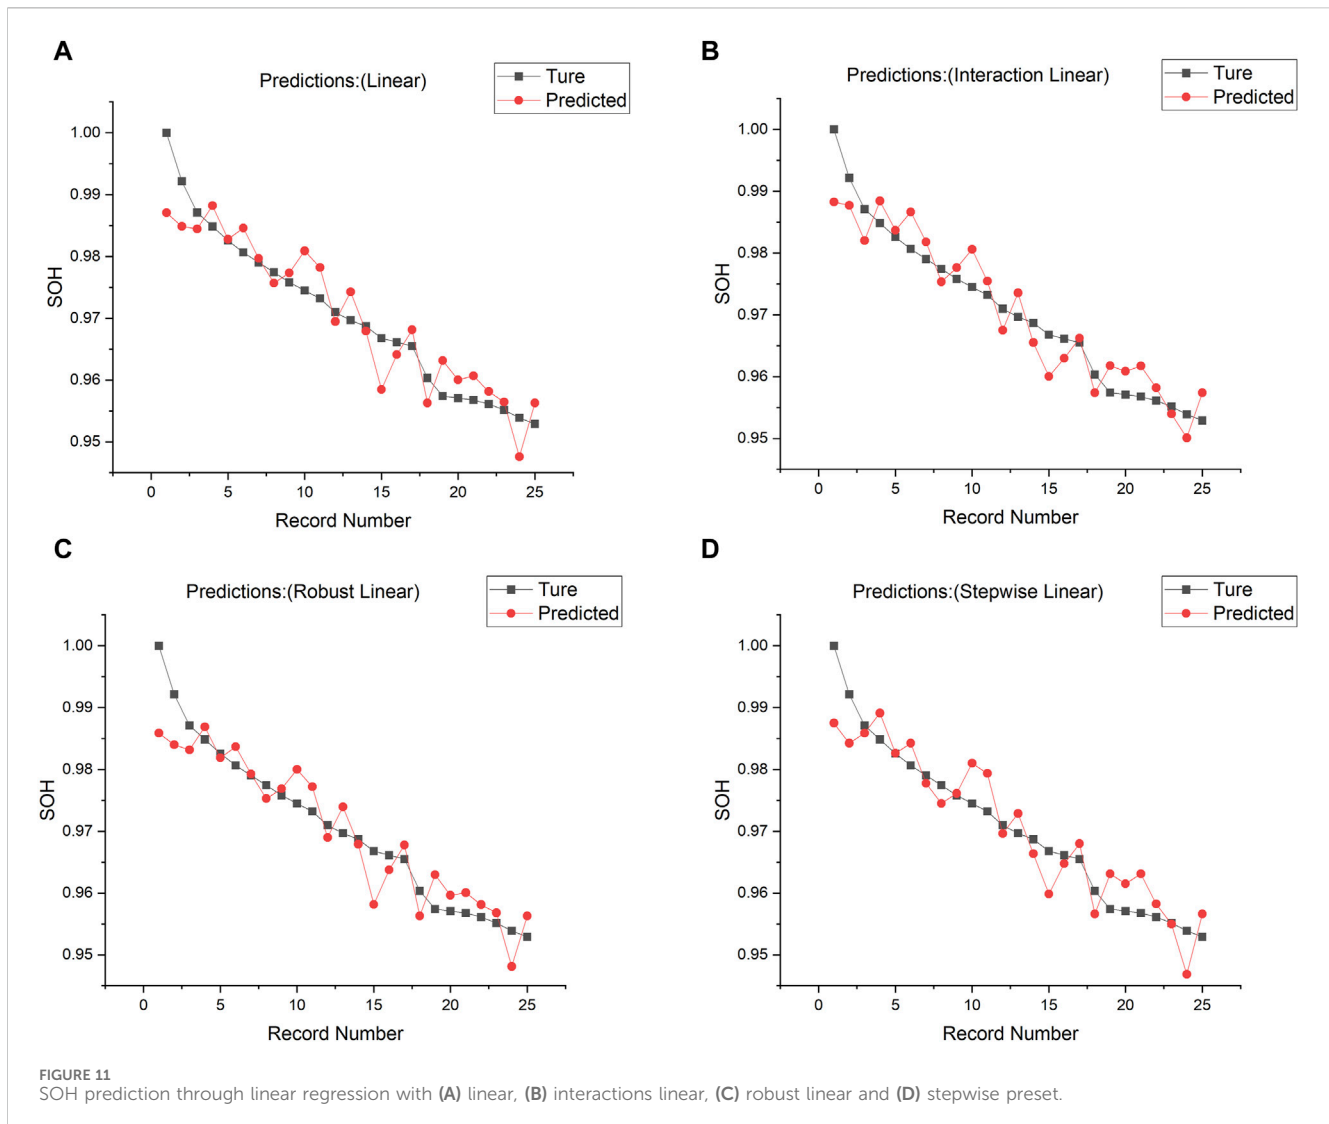 A
Predictions:(Linear)
Ture
Predicted
1.00
0.99
0.98
0.97
0.96
0.95
SOH
0 5 10 15 20 25
Record Number
B
Predictions:(Interaction Linear)
Ture
Predicted
1.00
0.99
0.98
0.97
0.96
0.95
SOH
0 5 10 15 20 25
Record Number
C
Predictions:(Robust Linear)
Ture
Predicted
1.00
0.99
0.98
0.97
0.96
0.95
SOH
0 5 10 15 20 25
Record Number
D
Predictions:(Stepwise Linear)
Ture
Predicted
1.00
0.99
0.98
0.97
0.96
0.95
SOH
0 5 10 15 20 25
Record Number
FIGURE 11
SOH prediction through linear regression with (A) linear, (B) interactions linear, (C) robust linear and (D) stepwise preset.